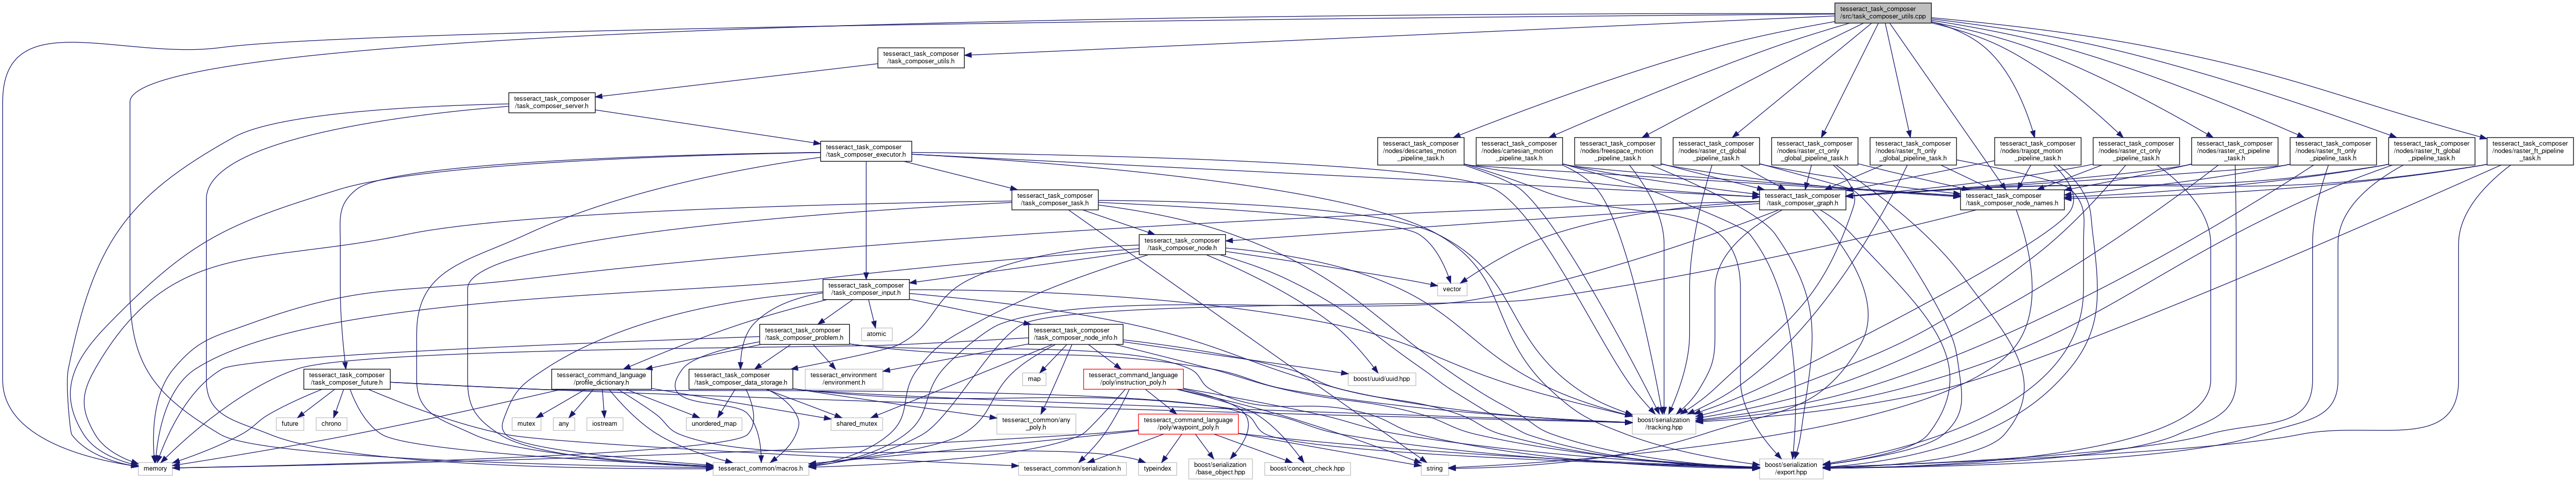 tesseract_task_composer
/src/task_composer_utils.cpp
tesseract_task_composer
/task_composer_utils.h
tesseract_task_composer
/task_composer_server.h
tesseract_task_composer
/task_composer_executor.h
tesseract_task_composer
/nodes/descartes_motion
_pipeline_task.h
tesseract_task_composer
/nodes/cartesian_motion
_pipeline_task.h
tesseract_task_composer
/nodes/freespace_motion
_pipeline_task.h
tesseract_task_composer
/nodes/raster_ct_global
_pipeline_task.h
tesseract_task_composer
/nodes/raster_ct_only
_global_pipeline_task.h
tesseract_task_composer
/nodes/raster_ft_only
_global_pipeline_task.h
tesseract_task_composer
/nodes/trajopt_motion
_pipeline_task.h
tesseract_task_composer
/nodes/raster_ct_only
_pipeline_task.h
tesseract_task_composer
/nodes/raster_ct_pipeline
_task.h
tesseract_task_composer
/nodes/raster_ft_only
_pipeline_task.h
tesseract_task_composer
/nodes/raster_ft_global
_pipeline_task.h
tesseract_task_composer
/nodes/raster_ft_pipeline
_task.h
tesseract_task_composer
/task_composer_task.h
tesseract_task_composer
/task_composer_graph.h
tesseract_task_composer
/task_composer_node_names.h
tesseract_task_composer
/task_composer_node.h
tesseract_task_composer
/task_composer_input.h
vector
tesseract_task_composer
/task_composer_problem.h
atomic
tesseract_task_composer
/task_composer_node_info.h
tesseract_task_composer
/task_composer_future.h
tesseract_command_language
/profile_dictionary.h
tesseract_task_composer
/task_composer_data_storage.h
tesseract_environment
/environment.h
map
tesseract_command_language
/poly/instruction_poly.h
boost/uuid/uuid.hpp
future
chrono
mutex
any
iostream
unordered_map
shared_mutex
tesseract_common/any
_poly.h
tesseract_command_language
/poly/waypoint_poly.h
boost/serialization
/tracking.hpp
memory
tesseract_common/macros.h
tesseract_common/serialization.h
typeindex
boost/serialization
/base_object.hpp
boost/concept_check.hpp
string
boost/serialization
/export.hpp